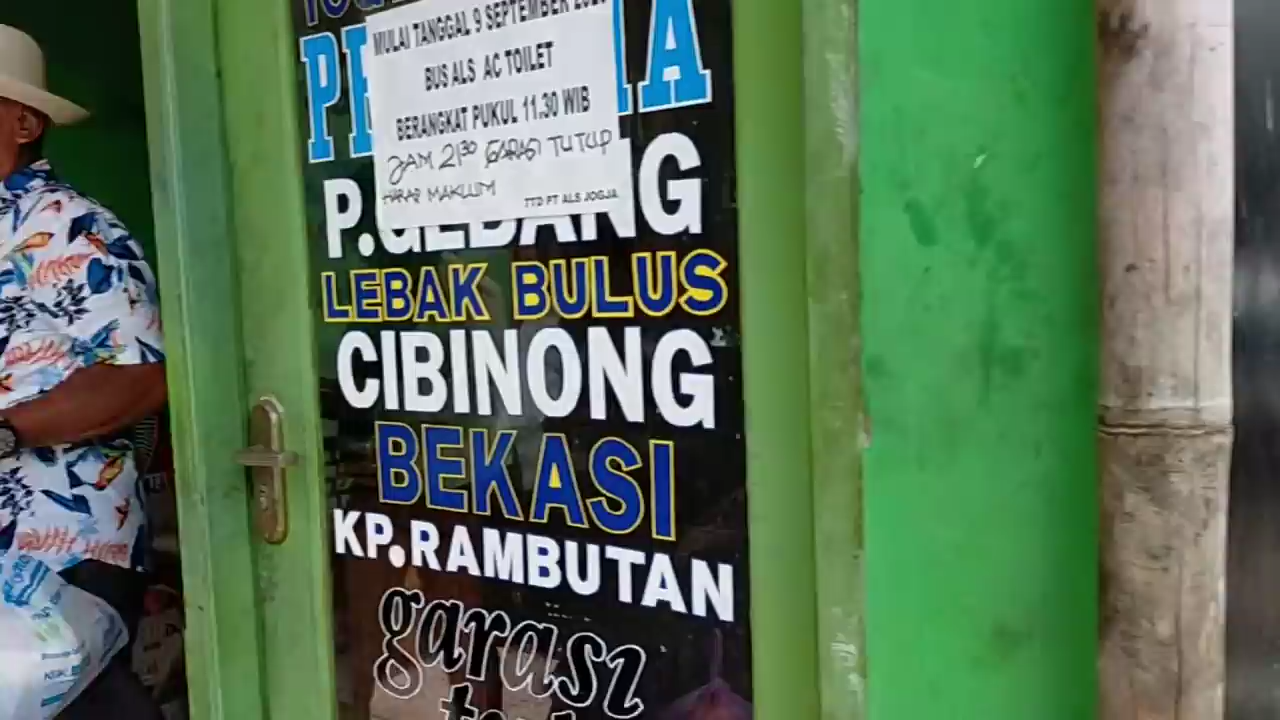 MULAI TANGGAL 9 SEPTEMBER
BUS ALS AC TOILET
BERANGKAT PUKUL 11.30 WIB
JAM 21³⁰ GARASI TUTUP
HARAP MAKLUM
TTD PT ALS JOGJA
P.GEBANG
LEBAK BULUS
CIBINONG
BEKASI
KP.RAMBUTAN
garasi